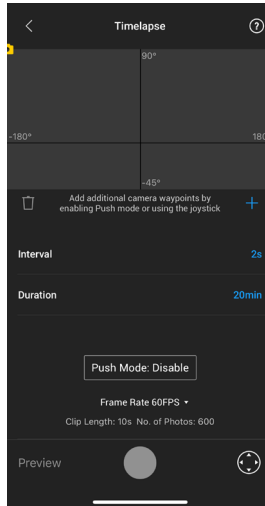 Timelapse
90°
-180°
180
-45°
Add additional camera waypoints by
enabling Push mode or using the joystick
Interval 2s
Duration 20min
Push Mode: Disable
Frame Rate 60FPS
Clip Length: 10s No. of Photos: 600
Preview